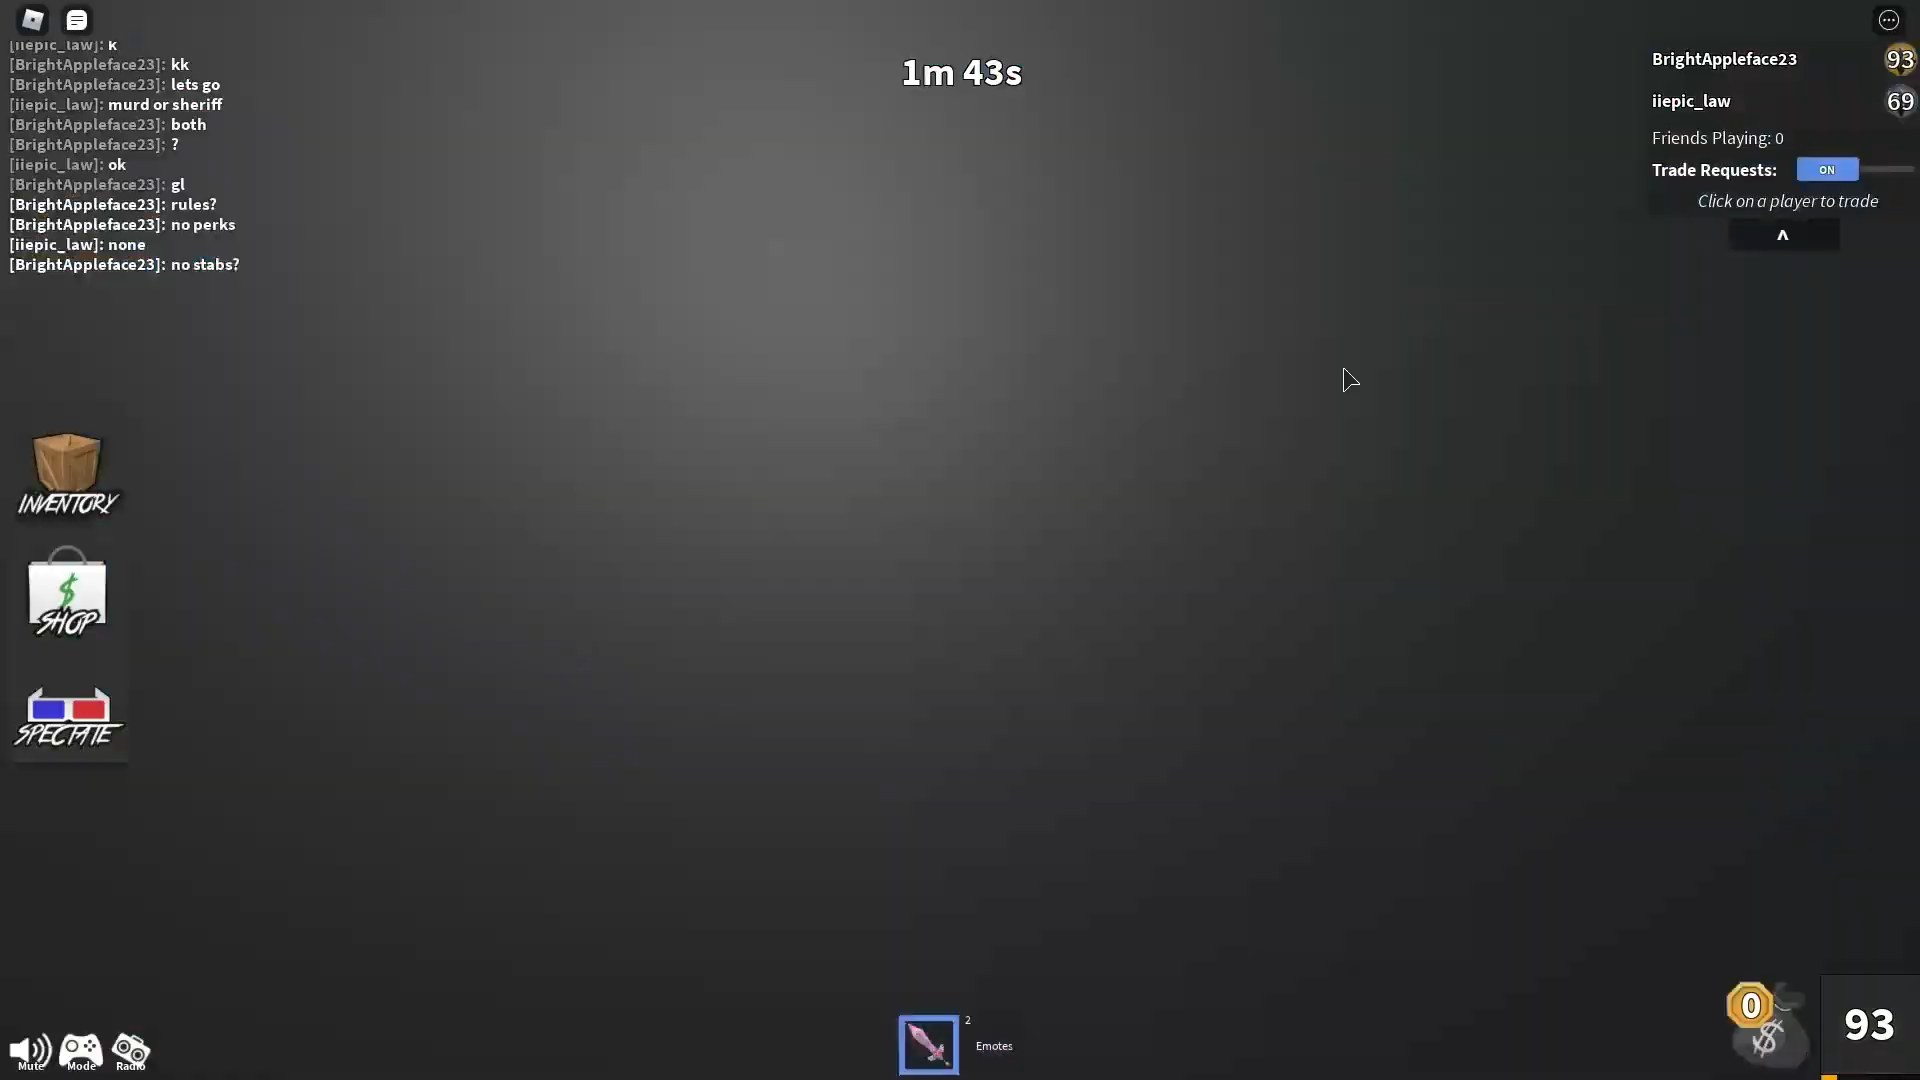 [iiepic_law]: k
[BrightAppleface23]: kk
[BrightAppleface23]: lets go
[iiepic_law]: murd or sheriff
[BrightAppleface23]: both
[BrightAppleface23]: ?
[iiepic_law]: ok
[BrightAppleface23]: gl
[BrightAppleface23]: rules?
[BrightAppleface23]: no perks
[iiepic_law]: none
[BrightAppleface23]: no stabs?
1m 43s
BrightAppleface23 93
iiepic_law 69
Friends Playing: 0
Trade Requests: ON
Click on a player to trade
INVENTORY
$
SHOP
SPECTATE
Mute Mode Radio
2
Emotes
0
$
93